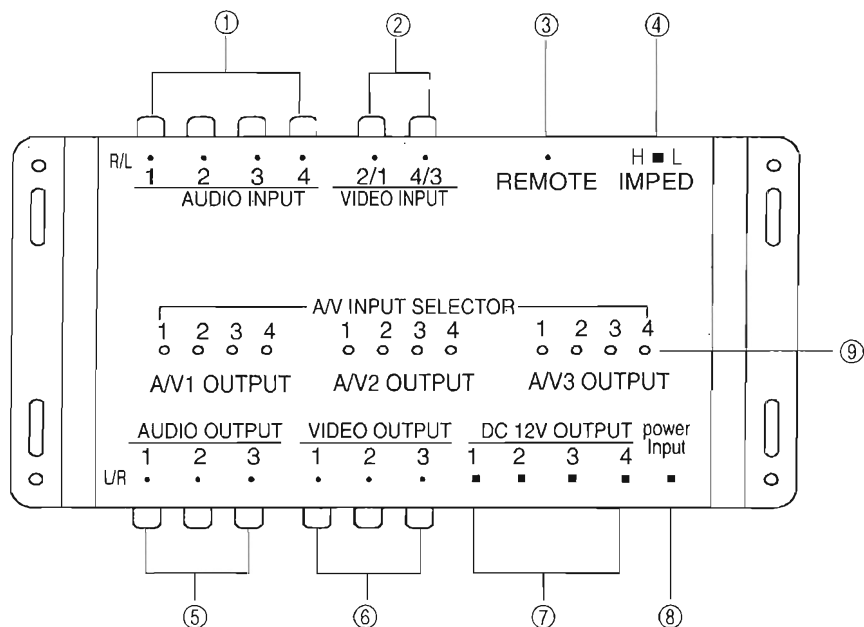 ① ② ③ ④
R/L 1 2 3 4 2/1 4/3 REMOTE H L IMPED
AUDIO INPUT VIDEO INPUT
A/V INPUT SELECTOR
1 2 3 4 1 2 3 4 1 2 3 4 ⑨
A/V1 OUTPUT A/V2 OUTPUT A/V3 OUTPUT
AUDIO OUTPUT VIDEO OUTPUT DC 12V OUTPUT power Input
L/R 1 2 3 1 2 3 1 2 3 4
⑤ ⑥ ⑦ ⑧